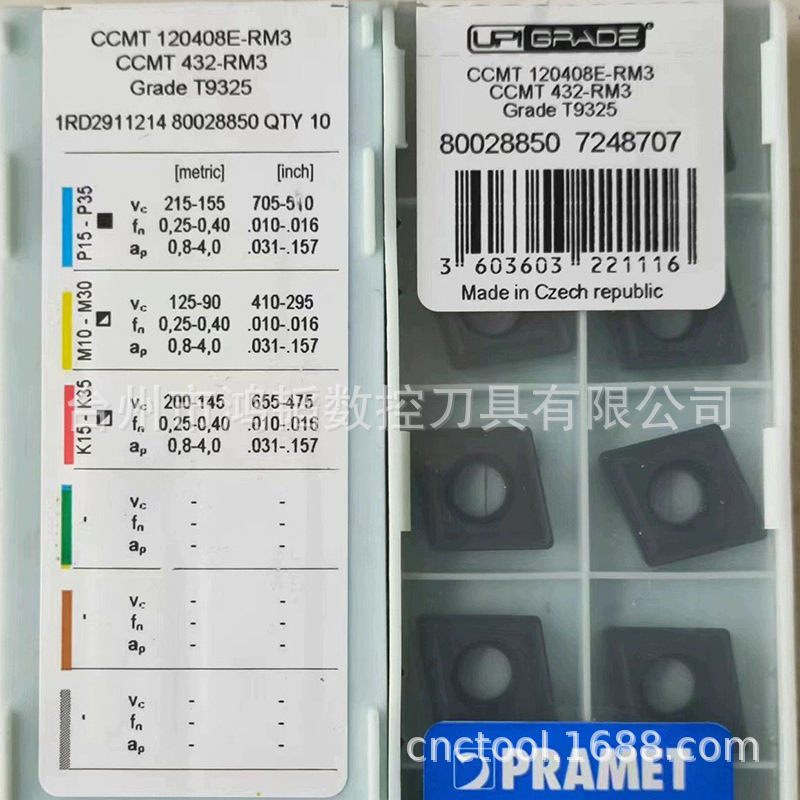 CCMT 120408E-RM3
CCMT 432-RM3
Grade T9325
1RD2911214 80028850 QTY 10
[metric] [inch]
P15 - P35
vc 215-155 705-510
fn 0,25-0,40 .010-.016
ap 0,8-4,0 .031-.157
M10 - M30
vc 125-90 410-295
fn 0,25-0,40 .010-.016
ap 0,8-4,0 .031-.157
K15 - K35
vc 200-145 655-475
fn 0,25-0,40 .010-.016
ap 0,8-4,0 .031-.157
vc - -
fn - -
ap - -
vc - -
fn - -
ap - -
vc - -
fn - -
ap - -
UP!GRADE
CCMT 120408E-RM3
CCMT 432-RM3
Grade T9325
80028850 7248707
3 603603 221116
Made in Czech republic
数控刀具有限公司
cnctool.1688.com
PRAMET